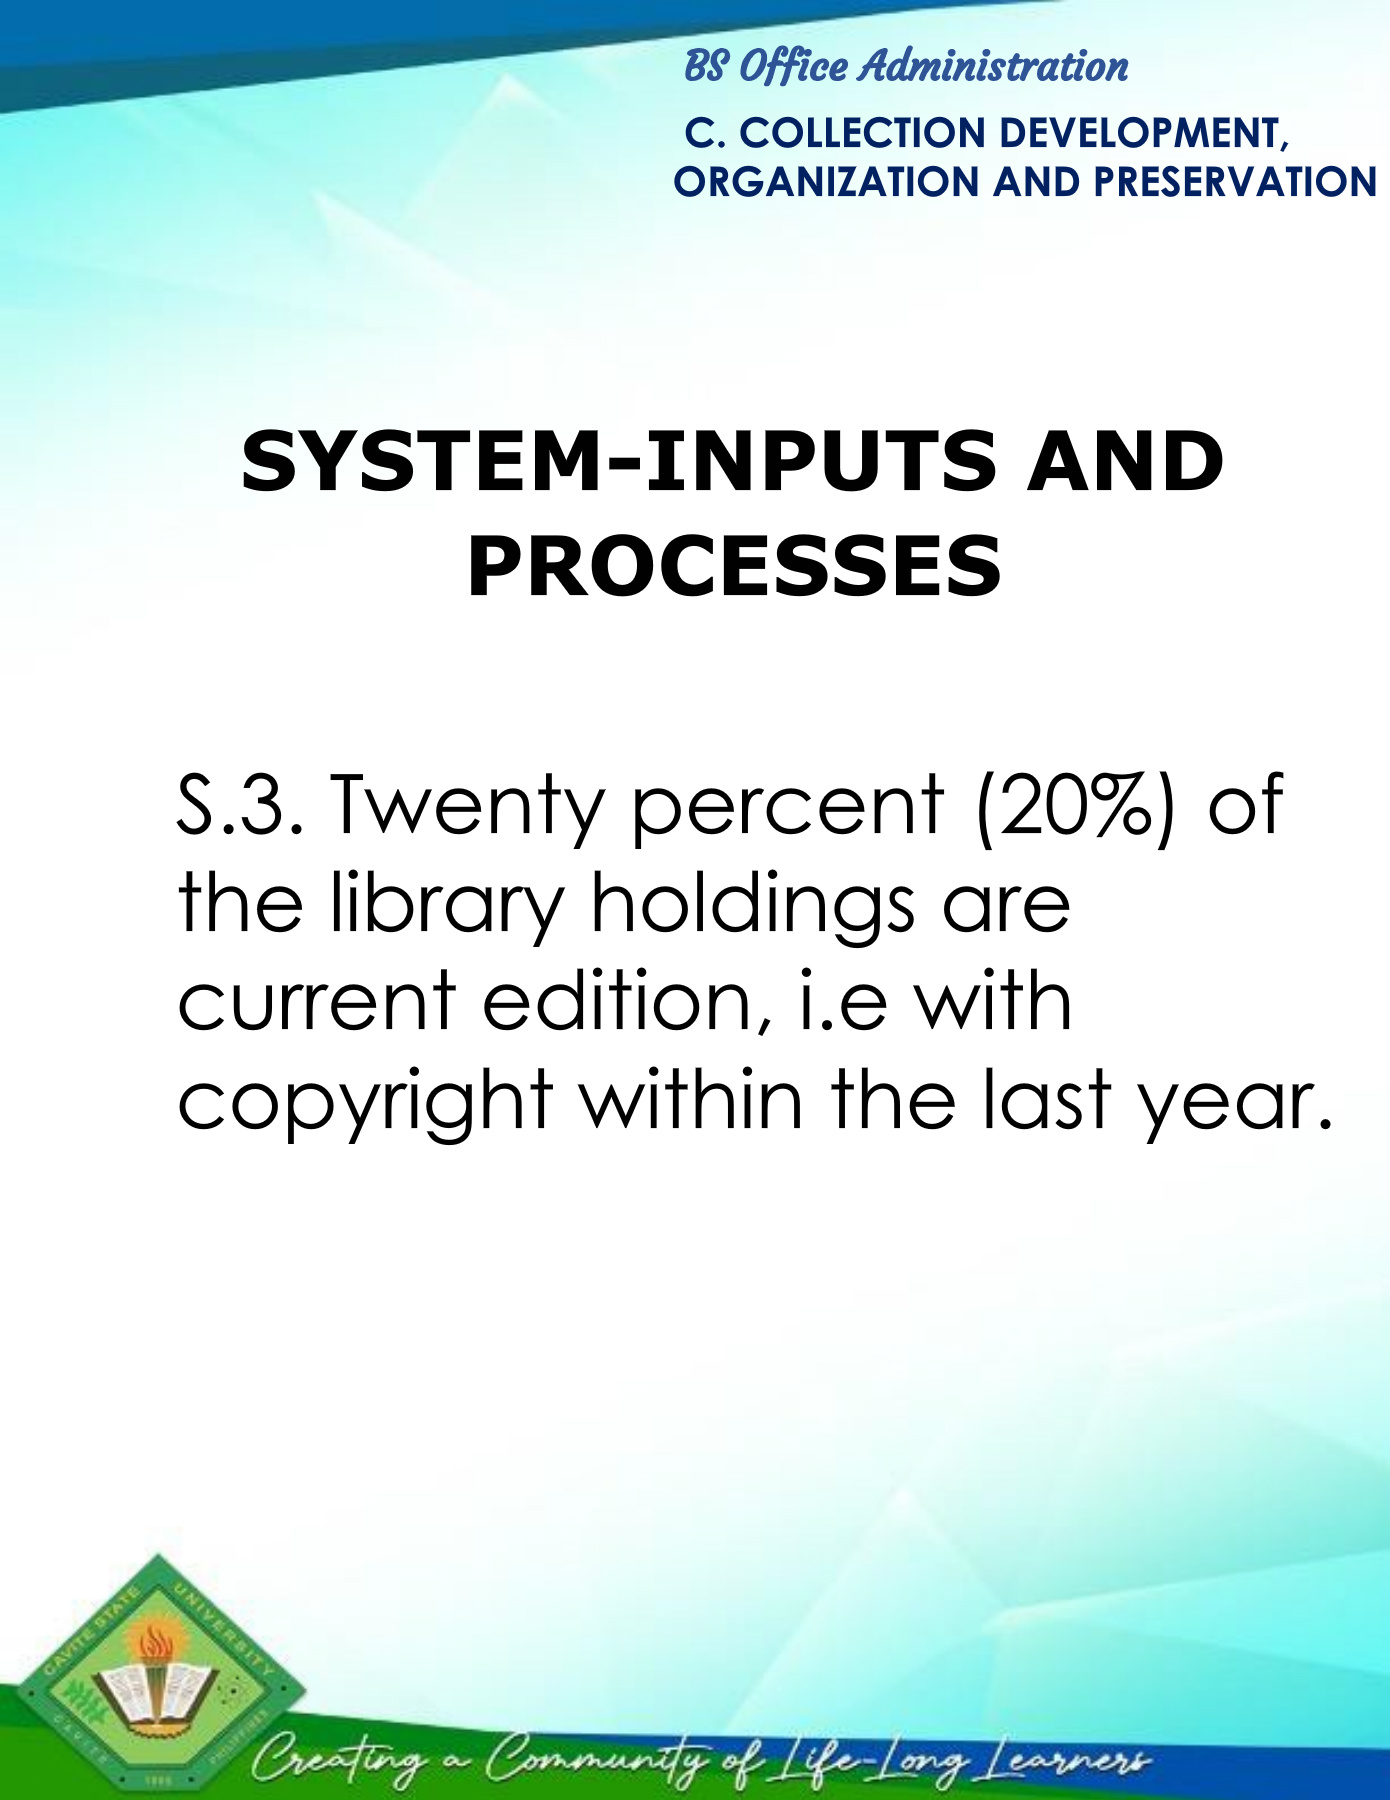 BS Office Administration
C. COLLECTION DEVELOPMENT,
ORGANIZATION AND PRESERVATION
SYSTEM-INPUTS AND
PROCESSES
S.3. Twenty percent (20%) of
the library holdings are
current edition, i.e with
copyright within the last year.
CAVITE STATE UNIVERSITY
CAVITE
PHILIPPINES
1906
Creating a Community of Life-Long Learners